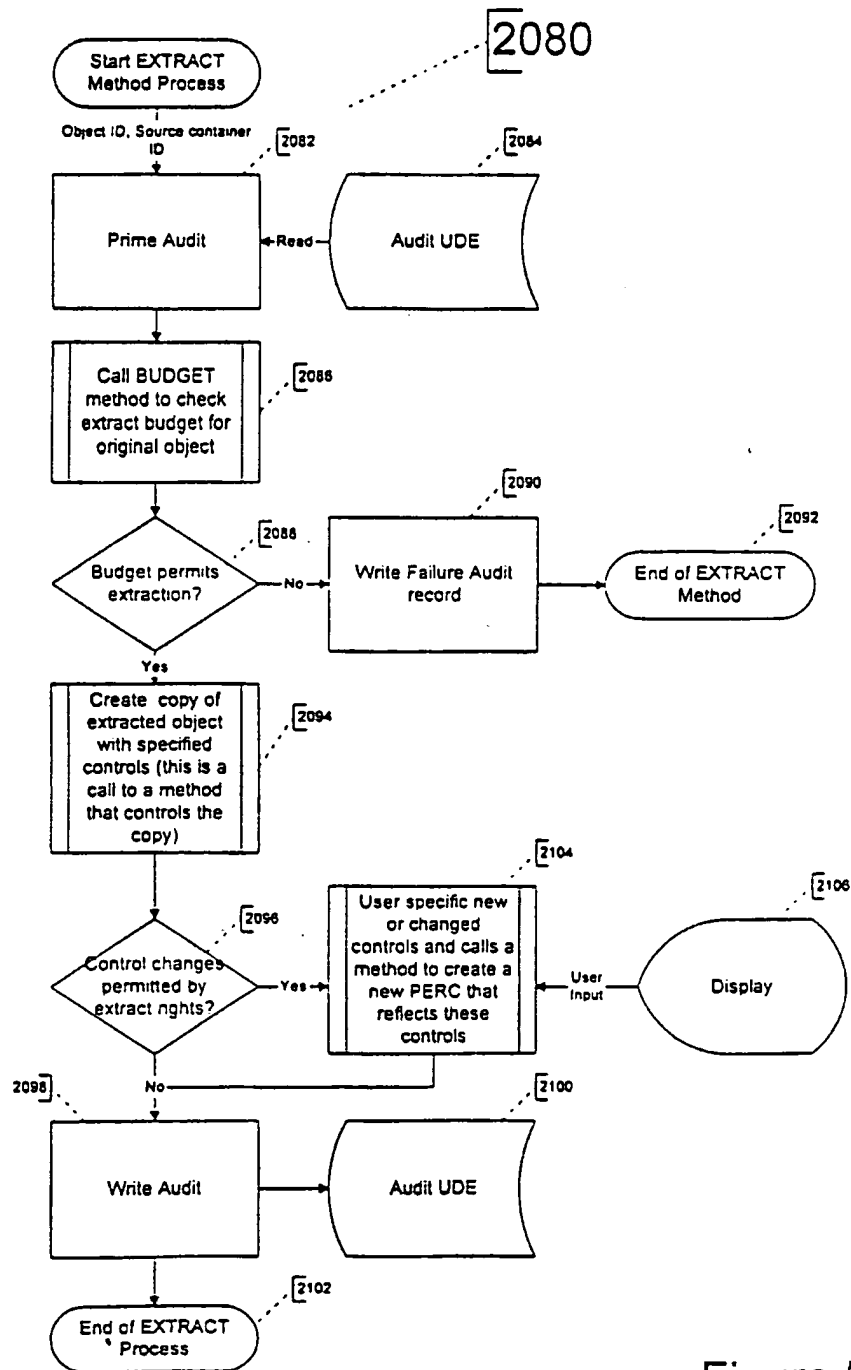 2080
Start EXTRACT
Method Process
Object ID, Source container
ID
2082
2084
Prime Audit
Read
Audit UDE
Call BUDGET
method to check
extract budget for
original object
2086
2090
2088
2092
Budget permits
extraction?
No
Write Failure Audit
record
End of EXTRACT
Method
Yes
Create copy of
extracted object
with specified
controls (this is a
call to a method
that controls the
copy)
2094
2104
2106
2096
User specific new
or changed
controls and calls a
method to create a
new PERC that
reflects these
controls
Control changes
permitted by
extract rights?
Yes
User
Input
Display
No
2098
2100
Write Audit
Audit UDE
2102
End of EXTRACT
Process